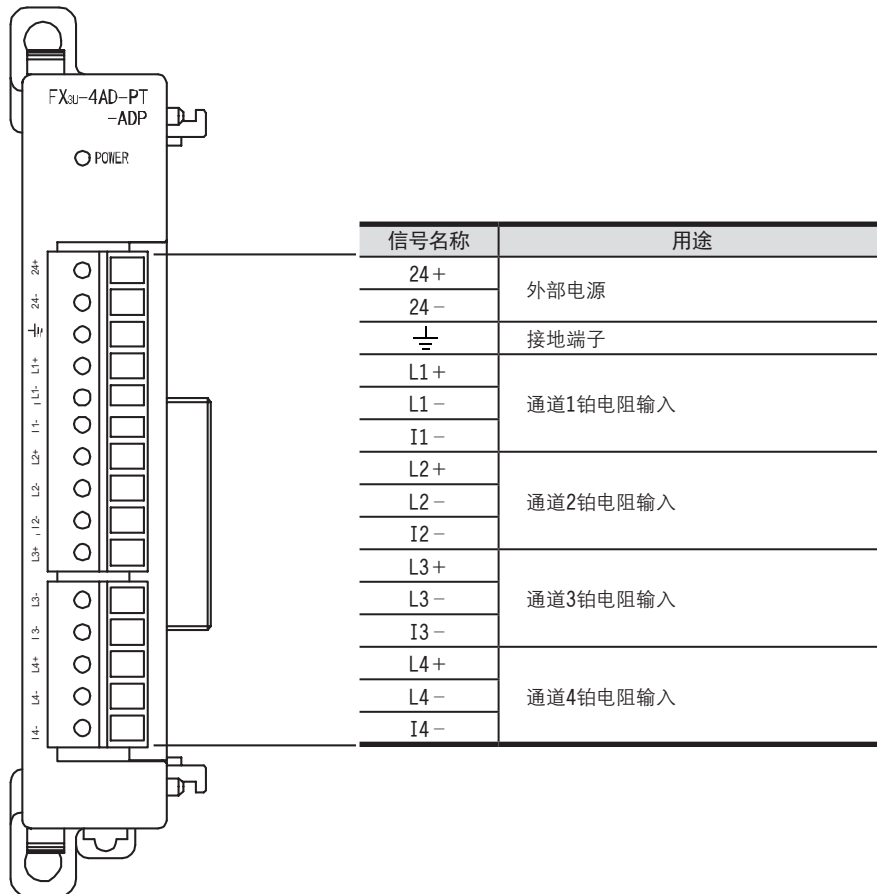 FX3U-4AD-PT
-ADP
POWER
24+
24-
L1+
L1-
I1-
L2+
L2-
I2-
L3+
L3-
I3-
L4+
L4-
I4-
信号名称 用途
24+ 外部电源
24-
接地端子
L1+
L1- 通道1铂电阻输入
I1-
L2+
L2- 通道2铂电阻输入
I2-
L3+
L3- 通道3铂电阻输入
I3-
L4+
L4- 通道4铂电阻输入
I4-